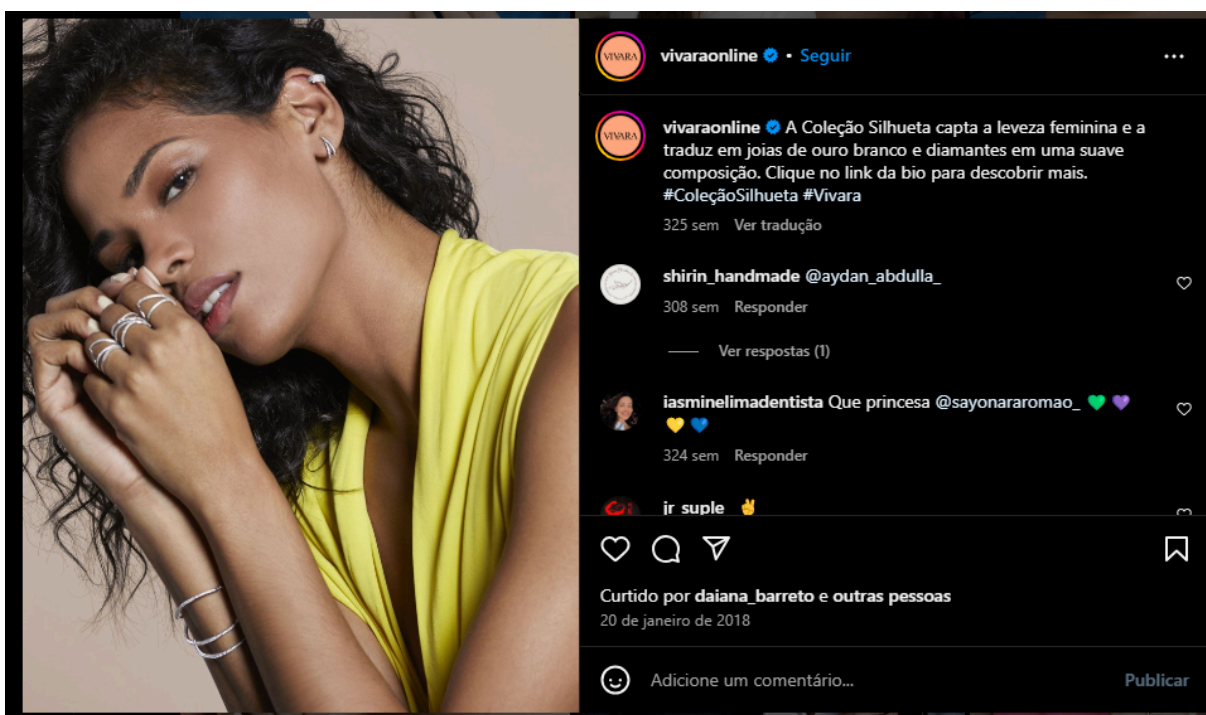 VIVARA
vivaraonline • Seguir
VIVARA
vivaraonline A Coleção Silhueta capta a leveza feminina e a
traduz em joias de ouro branco e diamantes em uma suave
composição. Clique no link da bio para descobrir mais.
#ColeçãoSilhueta #Vivara
325 sem Ver tradução
shirin_handmade @aydan_abdulla_
308 sem Responder
Ver respostas (1)
iasminelimadentista Que princesa @sayonararomao_ 💚 💜
💛 💙
324 sem Responder
jr_suple ✌
Curtido por daiana_barreto e outras pessoas
20 de janeiro de 2018
Adicione um comentário...
Publicar